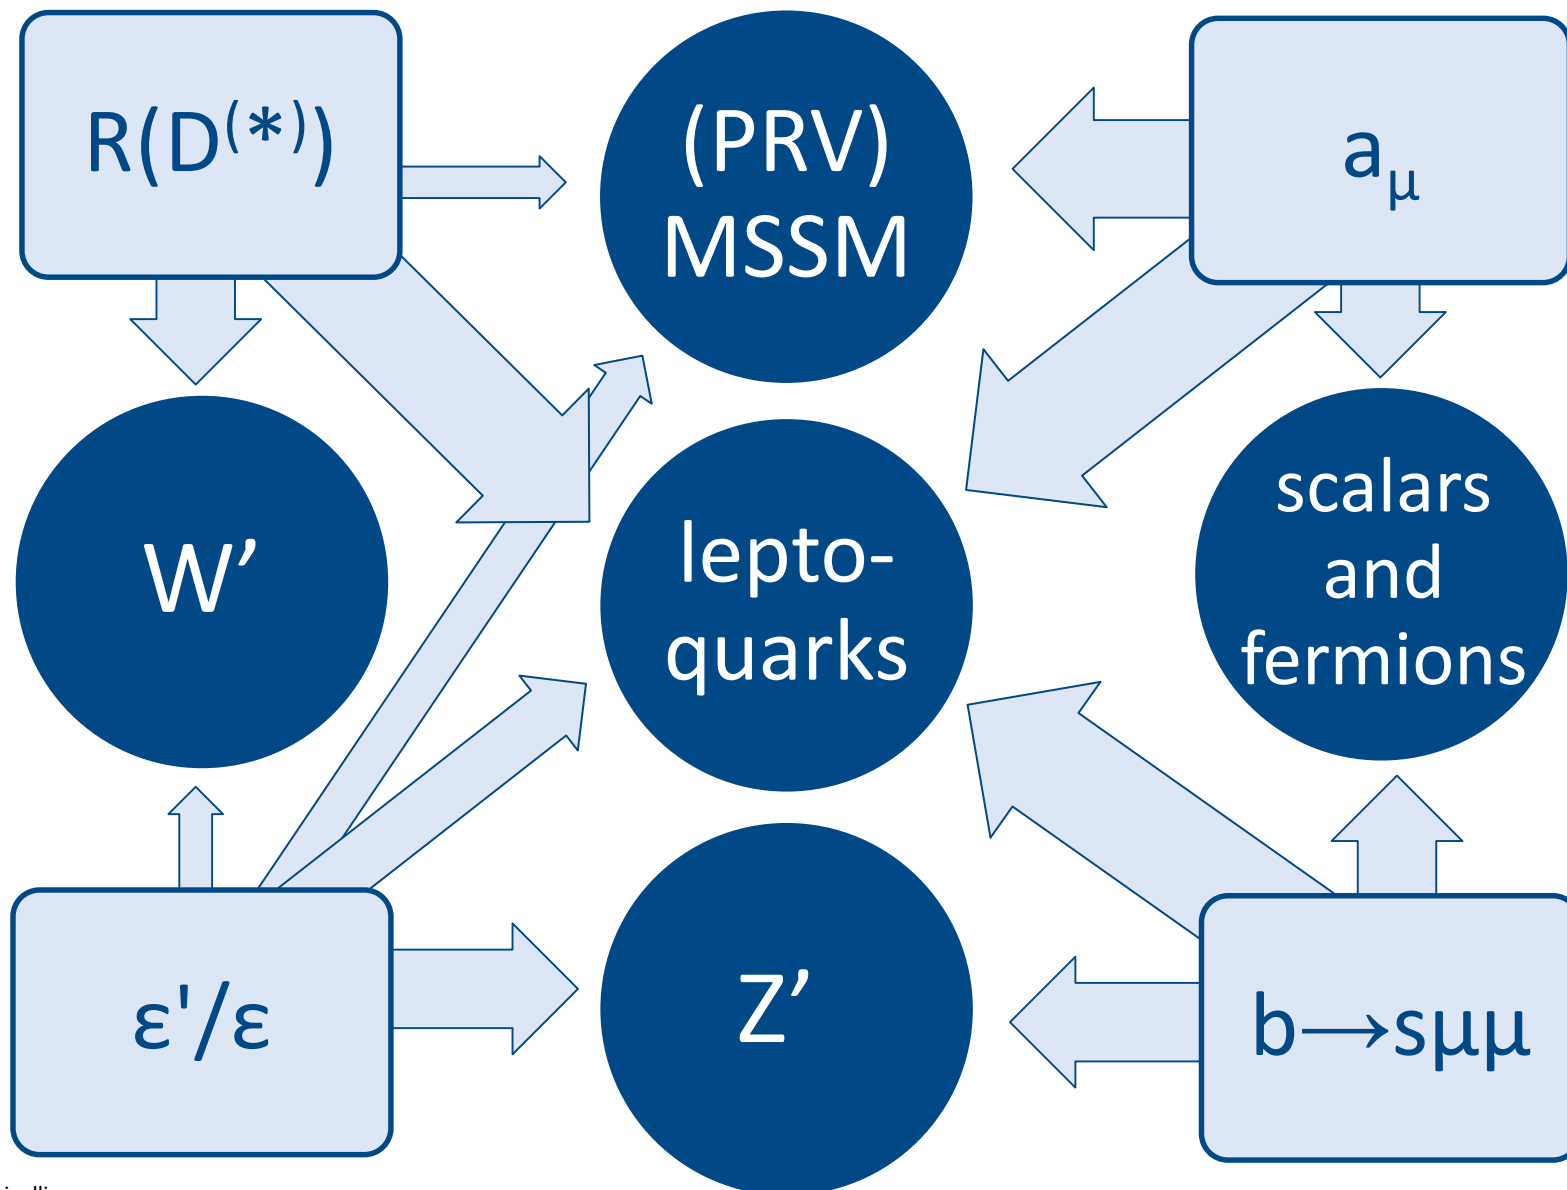 R(D⁽*⁾)
(PRV)
MSSM
aμ
W’
lepto-
quarks
scalars
and
fermions
ε'/ε
Z’
b→sμμ